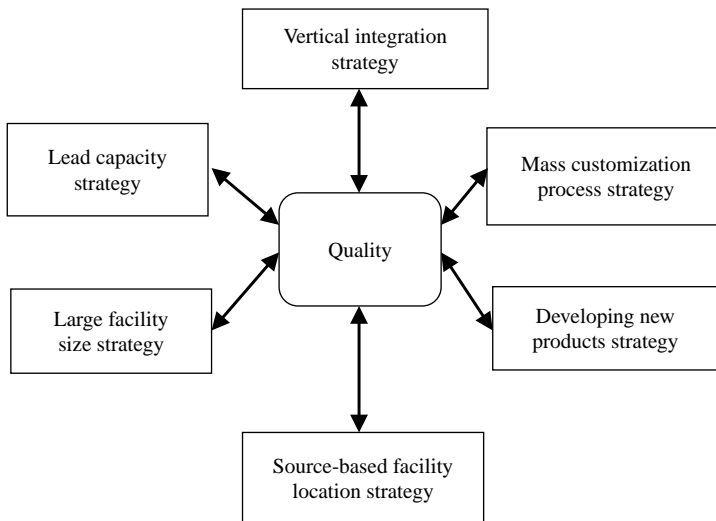 Vertical integration
strategy
Lead capacity
strategy
Mass customization
process strategy
Quality
Large facility
size strategy
Developing new
products strategy
Source-based facility
location strategy